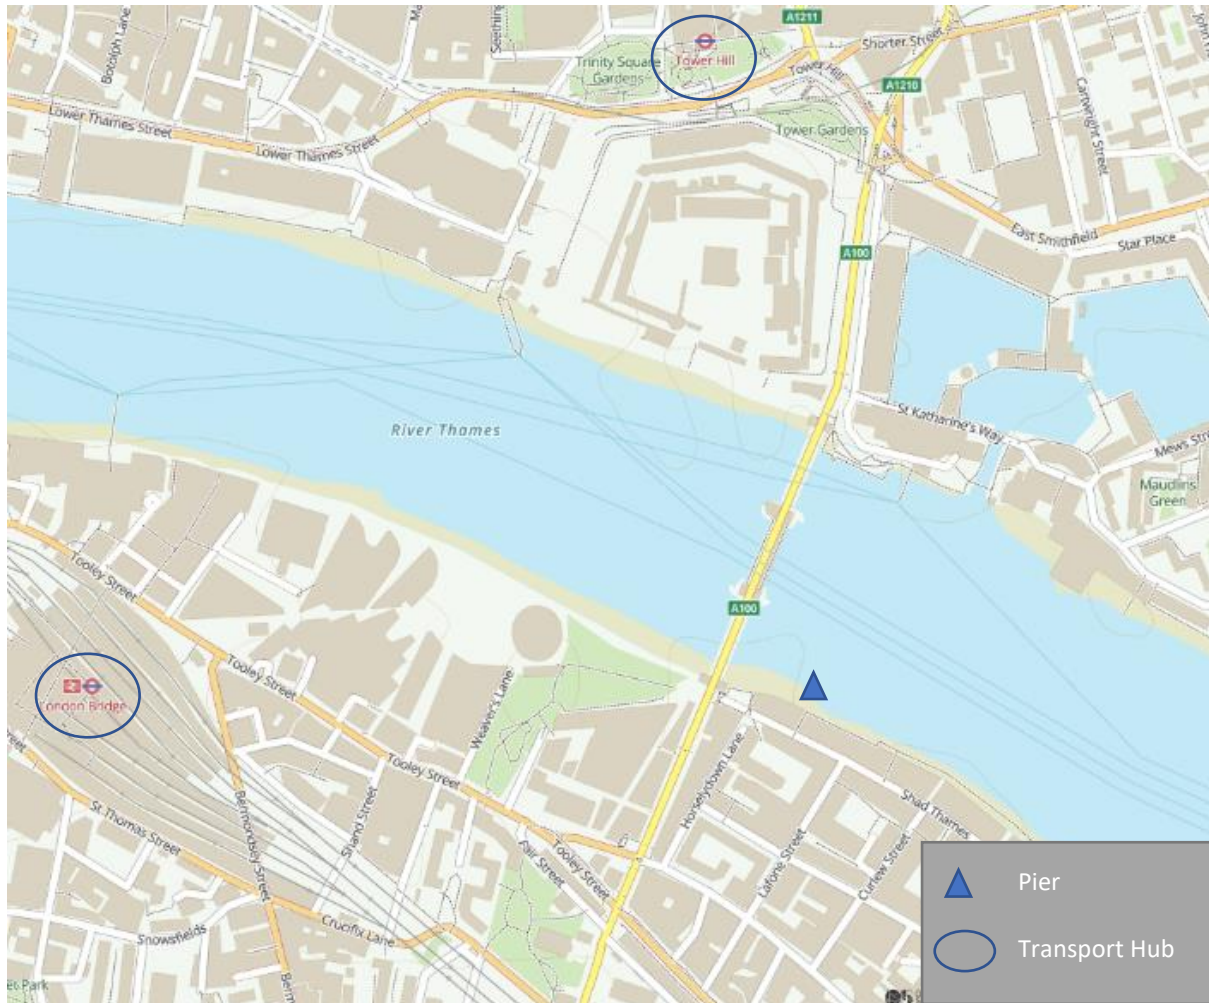 Botolph Lane
Seething
A1211
Shorter Street
Trinity Square
Gardens
Tower Hill
Tower Hill
A1210
Cartwright Street
Lower Thames Street
Lower Thames Street
Tower Gardens
East Smithfield
Star Place
A100
River Thames
St Katharine's Way
Mews
Maudlins
Green
Tooley Street
A100
Tooley Street
London Bridge
Weaver's Lane
Tooley Street
Horselydown Lane
Shad Thames
St Thomas Street
Bermondsey Street
Shand Street
Fair Street
Tooley Street
Lafone Street
Curlew Street
Crucifix Lane
Snowsfields
Park
Pier
Transport Hub